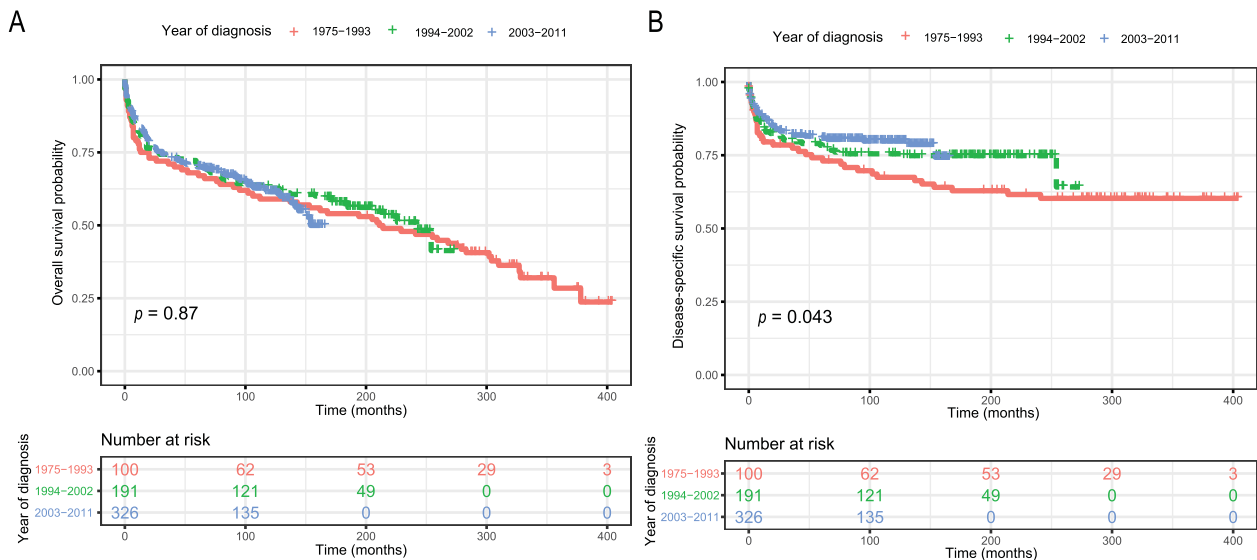 A
Year of diagnosis 1975−1993 1994−2002 2003−2011
Overall survival probability
1.00
0.75
0.50
0.25
0.00
p = 0.87
0 100 200 300 400
Time (months)
Number at risk
Year of diagnosis
1975−1993 100 62 53 29 3
1994−2002 191 121 49 0 0
2003−2011 326 135 0 0 0
0 100 200 300 400
Time (months)
B
Year of diagnosis 1975−1993 1994−2002 2003−2011
Disease-specific survival probability
1.00
0.75
0.50
0.25
0.00
p = 0.043
0 100 200 300 400
Time (months)
Number at risk
Year of diagnosis
1975−1993 100 62 53 29 3
1994−2002 191 121 49 0 0
2003−2011 326 135 0 0 0
0 100 200 300 400
Time (months)